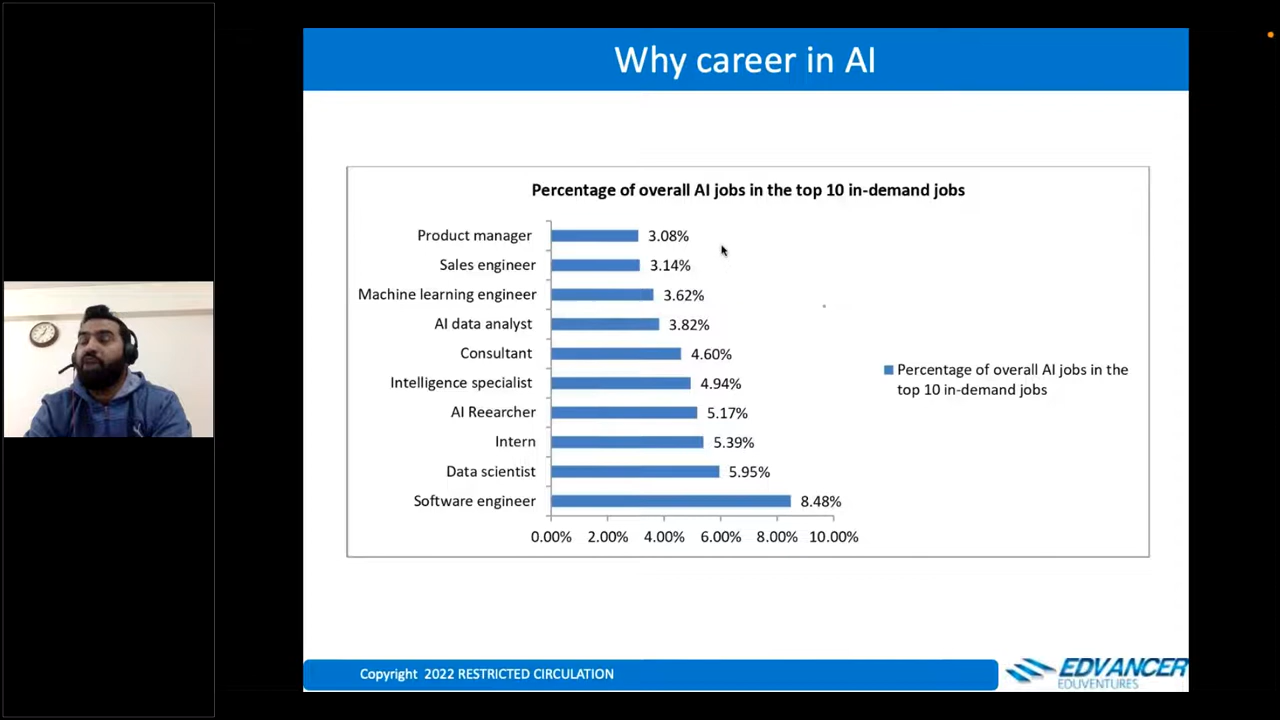 Why career in AI
Percentage of overall AI jobs in the top 10 in-demand jobs
Product manager 3.08%
Sales engineer 3.14%
Machine learning engineer 3.62%
AI data analyst 3.82%
Consultant 4.60%
Intelligence specialist 4.94%
AI Reearcher 5.17%
Intern 5.39%
Data scientist 5.95%
Software engineer 8.48%
0.00% 2.00% 4.00% 6.00% 8.00% 10.00%
Percentage of overall AI jobs in the
top 10 in-demand jobs
Copyright 2022 RESTRICTED CIRCULATION
EDVANCER
EDUVENTURES